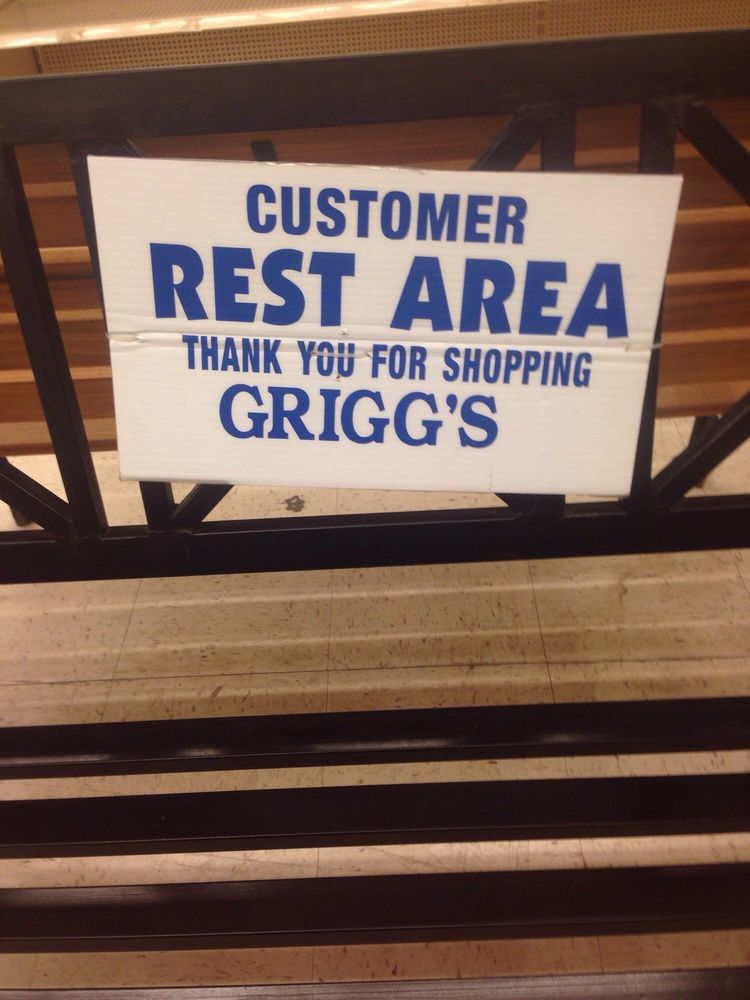 CUSTOMER
REST AREA
THANK YOU FOR SHOPPING
GRIGG'S